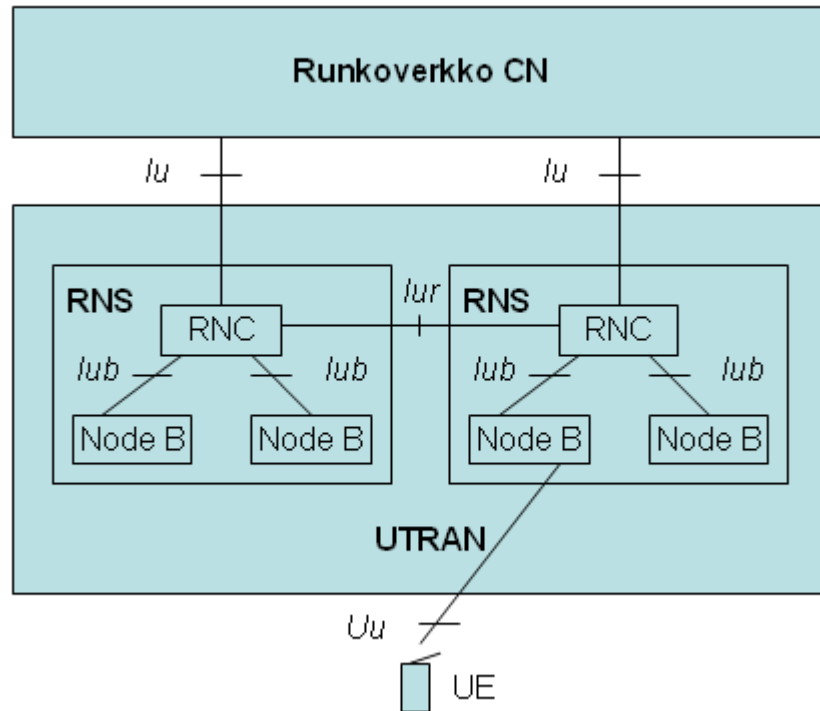 Runkoverkko CN
Iu
Iu
RNS
Iur
RNS
RNC
RNC
Iub
Iub
Iub
Iub
Node B
Node B
Node B
Node B
UTRAN
Uu
UE